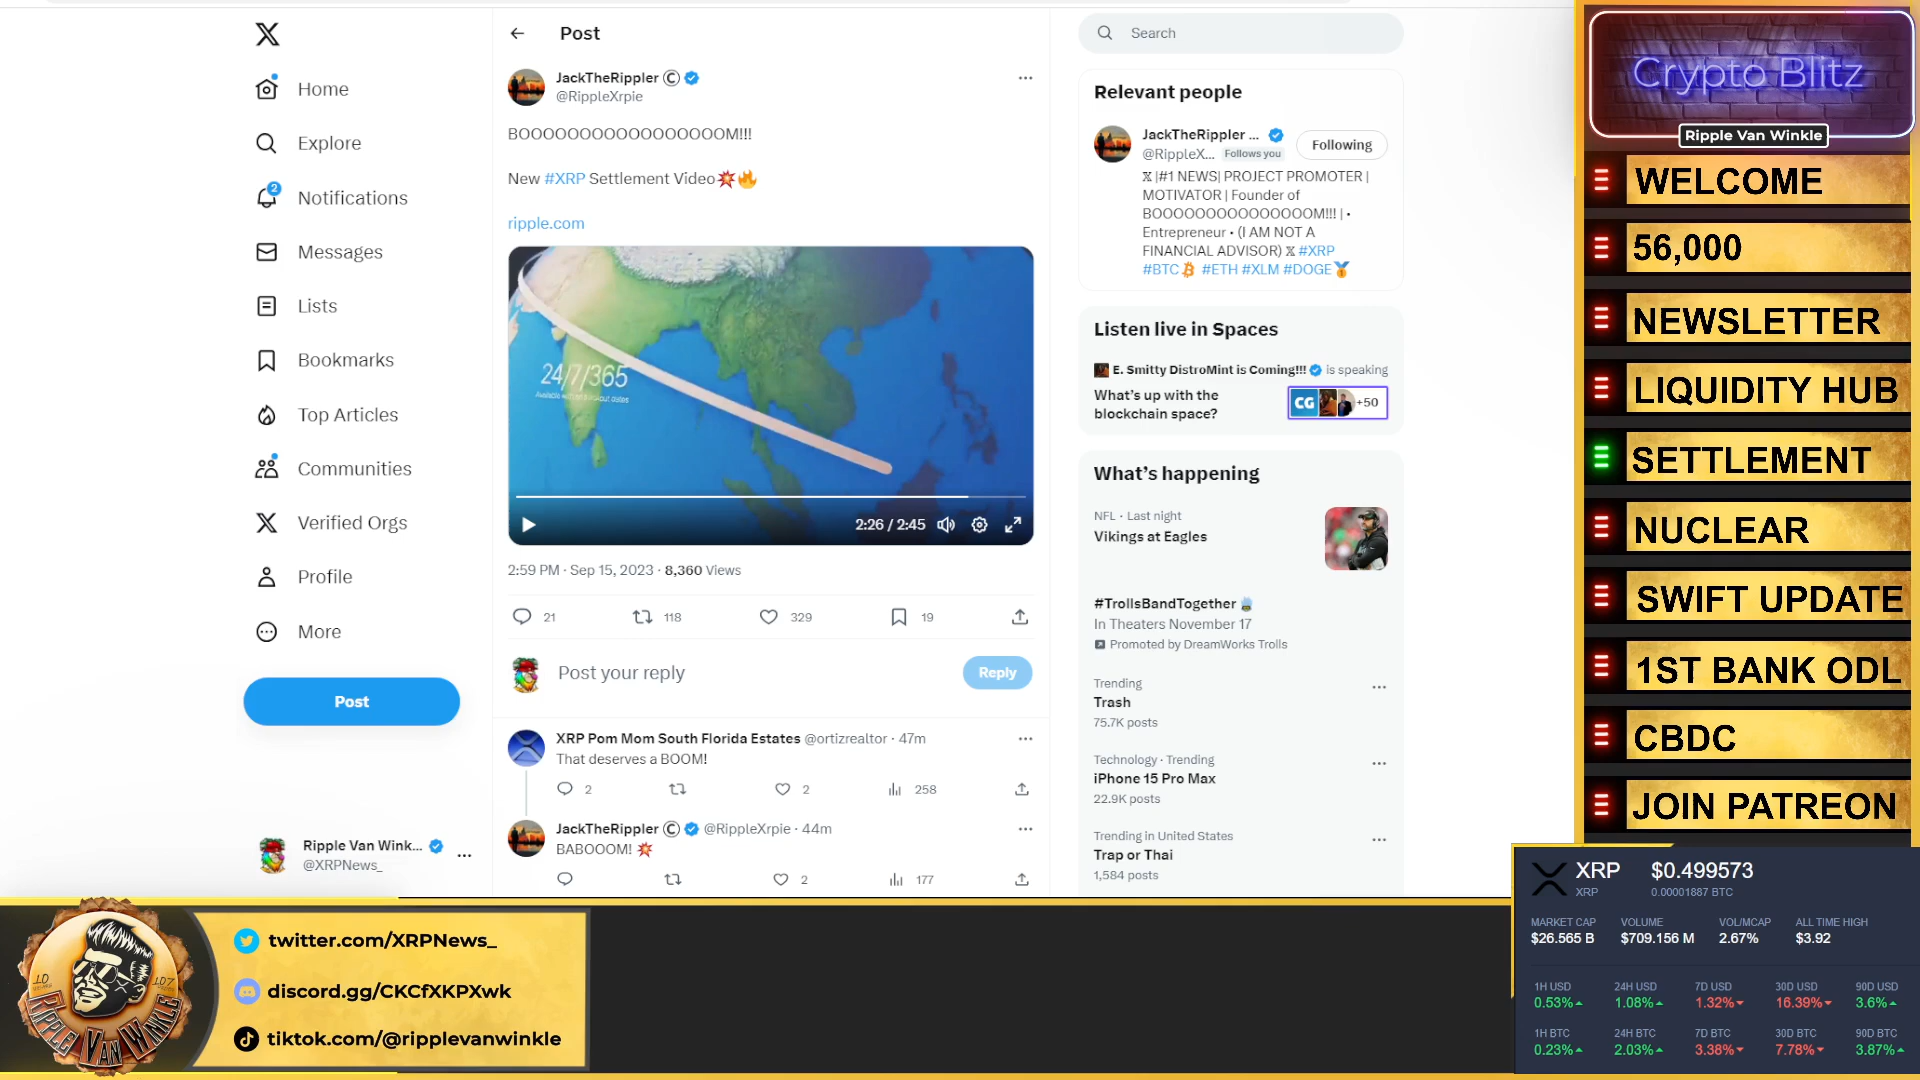 Home
Explore
2
Notifications
Messages
Lists
Bookmarks
Top Articles
Communities
Verified Orgs
Profile
More
Post
Ripple Van Wink...
@XRPNews_
Post
JackTheRippler ©
@RippleXrpie
BOOOOOOOOOOOOOOOOOM!!!
New #XRP Settlement Video💥🔥
ripple.com
24/7/365
2:26 / 2:45
2:59 PM · Sep 15, 2023 · 8,360 Views
21 118 329 19
Post your reply
Reply
XRP Pom Mom South Florida Estates @ortizrealtor · 47m
That deserves a BOOM!
2 2 258
JackTheRippler © @RippleXrpie · 44m
BABOOOM! 💥
2 177
Search
Relevant people
JackTheRippler ...
@RippleX... Follows you
Following
𝕏 |#1 NEWS| PROJECT PROMOTER |
MOTIVATOR | Founder of
BOOOOOOOOOOOOOOOM!!! | •
Entrepreneur • (I AM NOT A
FINANCIAL ADVISOR) 𝕏 #XRP
#BTC #ETH #XLM #DOGE🥇
Listen live in Spaces
E. Smitty DistroMint is Coming!!! is speaking
What's up with the
blockchain space?
CG +50
What's happening
NFL · Last night
Vikings at Eagles
#TrollsBandTogether
In Theaters November 17
Promoted by DreamWorks Trolls
Trending
Trash
75.7K posts
Technology · Trending
iPhone 15 Pro Max
22.9K posts
Trending in United States
Trap or Thai
1,584 posts
Crypto Blitz
Ripple Van Winkle
WELCOME
56,000
NEWSLETTER
LIQUIDITY HUB
SETTLEMENT
NUCLEAR
SWIFT UPDATE
1ST BANK ODL
CBDC
JOIN PATREON
XRP $0.499573
XRP 0.00001887 BTC
MARKET CAP VOLUME VOL/MCAP ALL TIME HIGH
$26.565 B $709.156 M 2.67% $3.92
1H USD 24H USD 7D USD 30D USD 90D USD
0.53% 1.08% 1.32% 16.39% 3.6%
1H BTC 24H BTC 7D BTC 30D BTC 90D BTC
0.23% 2.03% 3.38% 7.78% 3.87%
10 107
RIPPLE VAN WINKLE
twitter.com/XRPNews_
discord.gg/CKCfXKPXwk
tiktok.com/@ripplevanwinkle